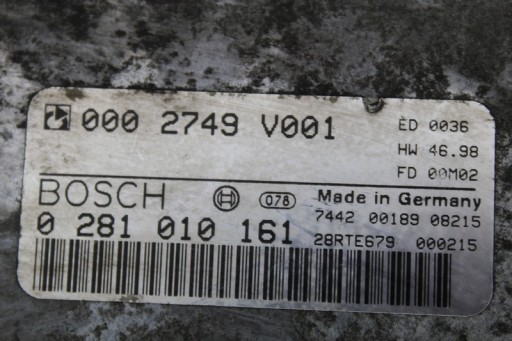 000 2749 V001
ED 0036
HW 46.98
FD 00M02
BOSCH
078
Made in Germany
7442 00189 08215
0 281 010 161
28RTE679 000215